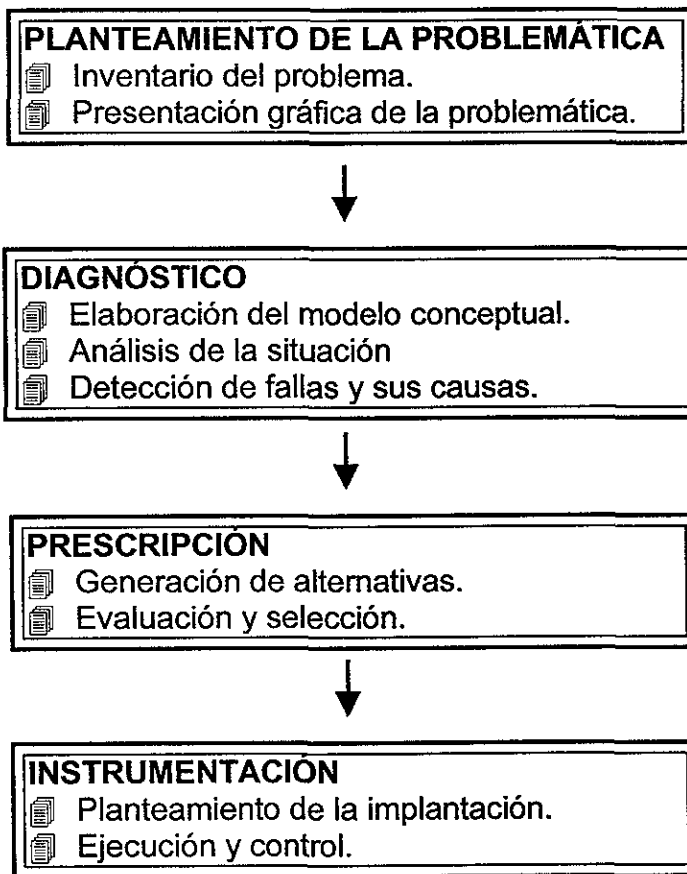 PLANTEAMIENTO DE LA PROBLEMÁTICA
Inventario del problema.
Presentación gráfica de la problemática.
DIAGNÓSTICO
Elaboración del modelo conceptual.
Análisis de la situación
Detección de fallas y sus causas.
PRESCRIPCIÓN
Generación de alternativas.
Evaluación y selección.
INSTRUMENTACIÓN
Planteamiento de la implantación.
Ejecución y control.